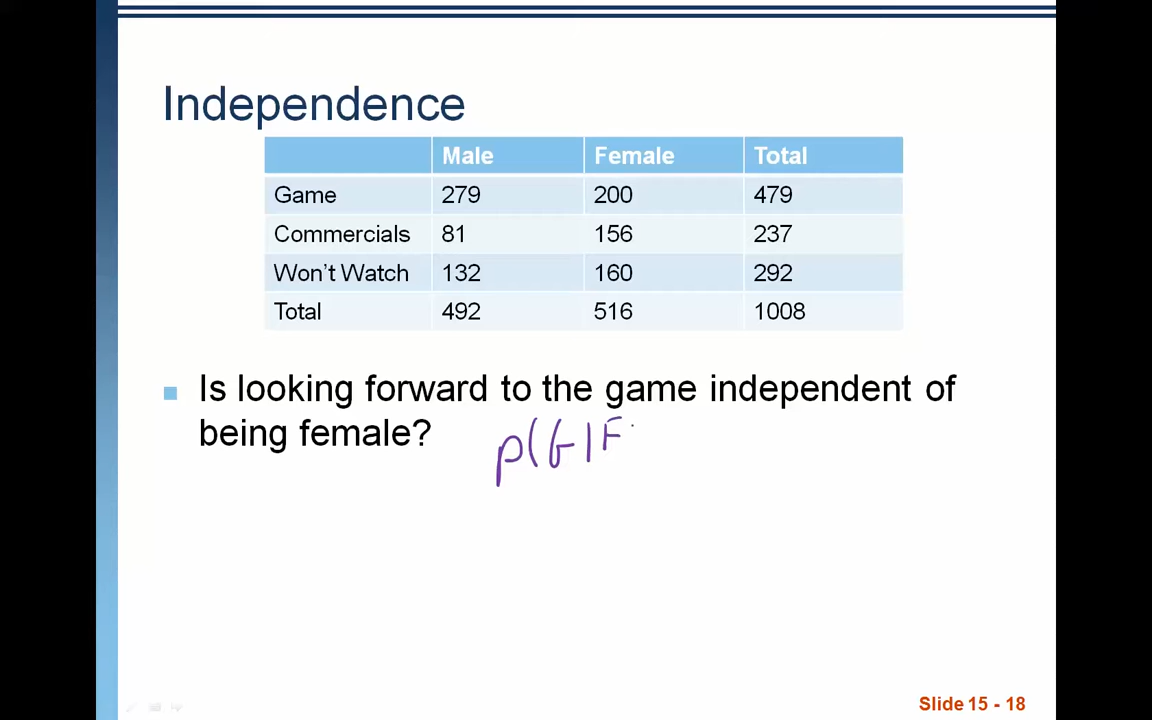 Independence
Male Female Total
Game 279 200 479
Commercials 81 156 237
Won't Watch 132 160 292
Total 492 516 1008
Is looking forward to the game independent of
being female?
P(G|F
Slide 15 - 18